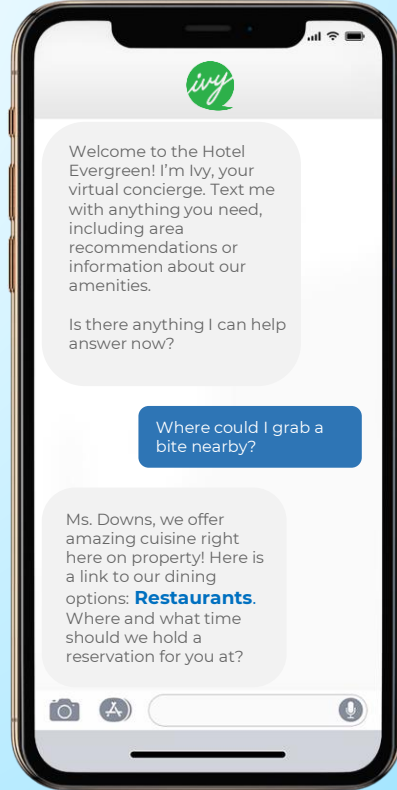 ivy
Welcome to the Hotel
Evergreen! I'm Ivy, your
virtual concierge. Text me
with anything you need,
including area
recommendations or
information about our
amenities.
Is there anything I can help
answer now?
Where could I grab a
bite nearby?
Ms. Downs, we offer
amazing cuisine right
here on property! Here is
a link to our dining
options: Restaurants.
Where and what time
should we hold a
reservation for you at?